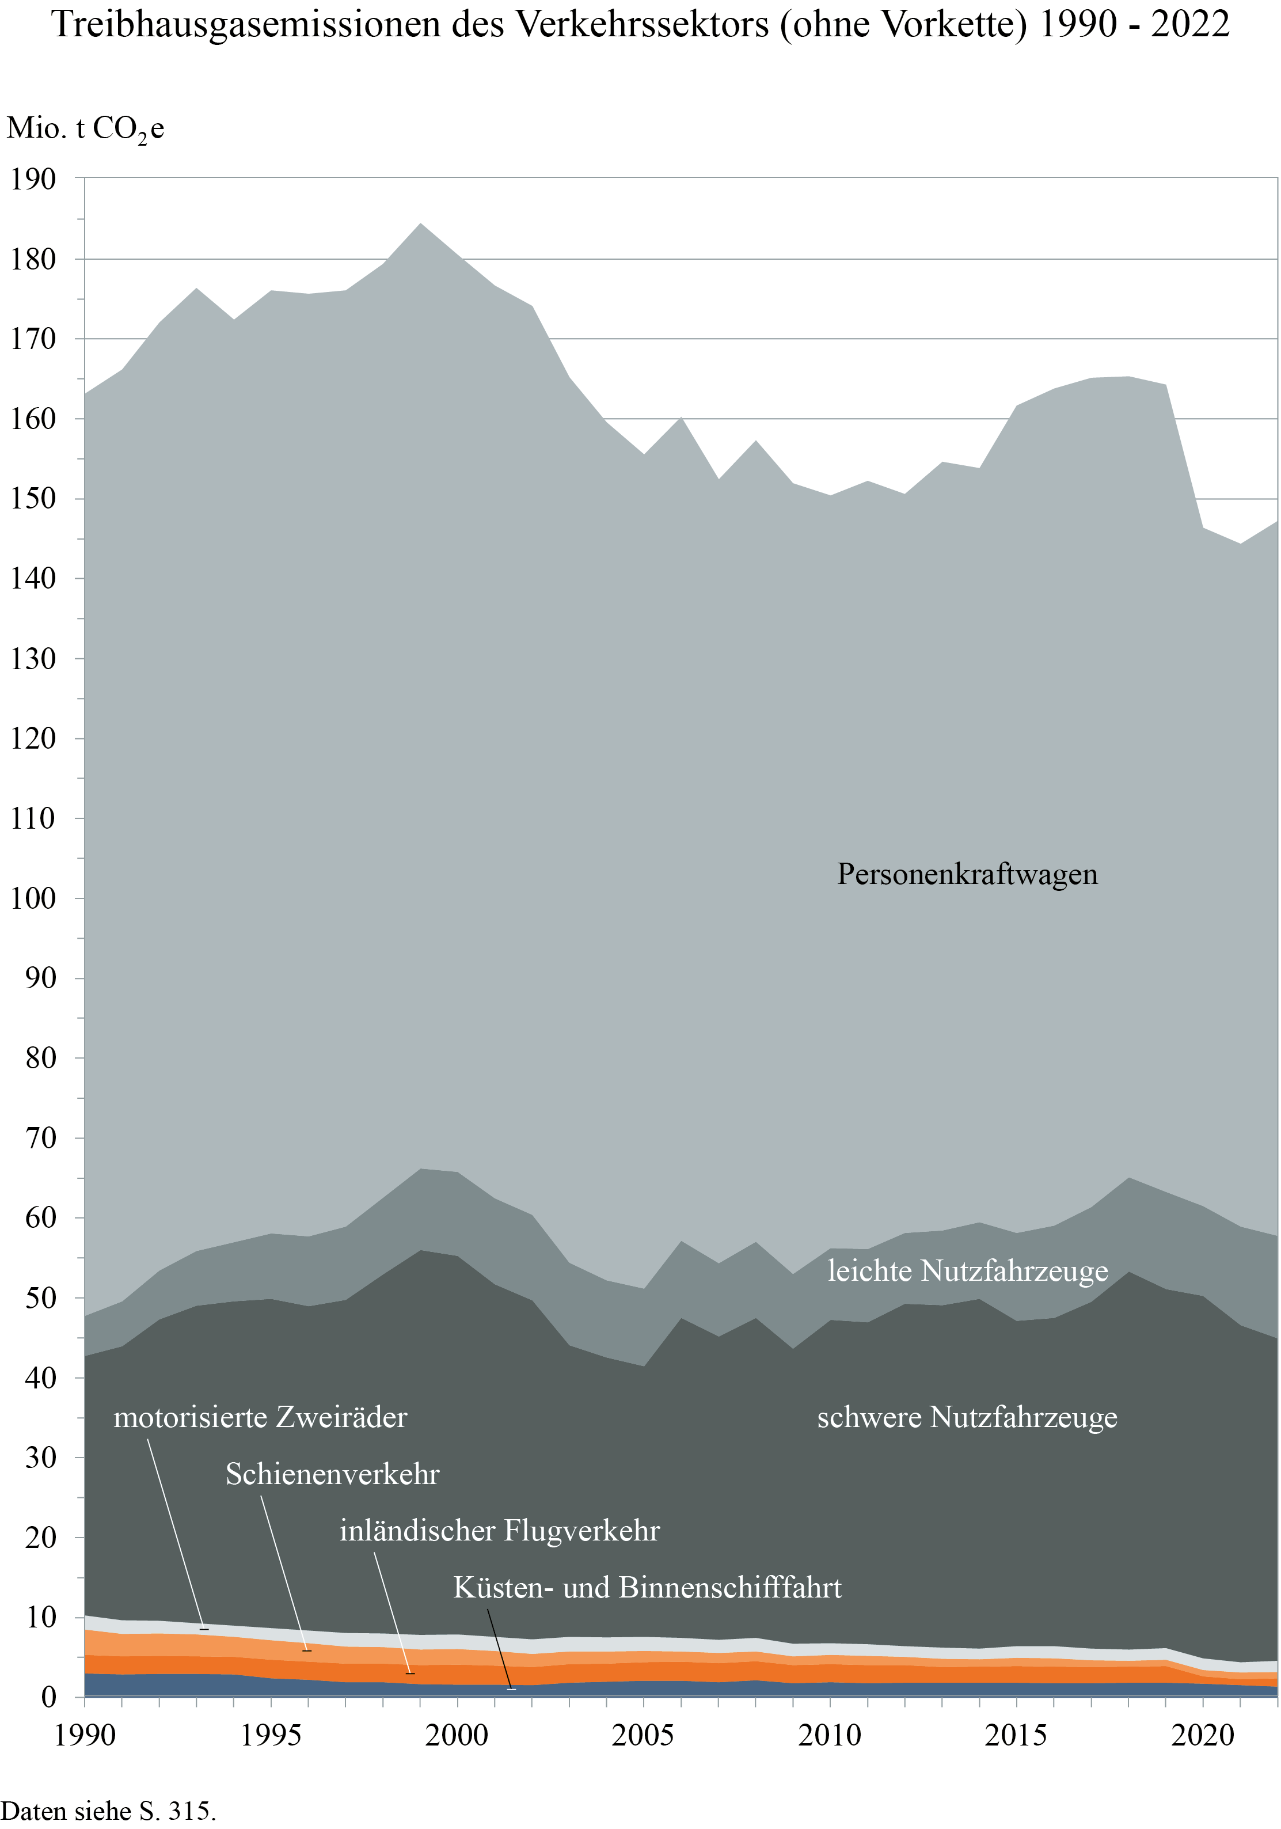 Treibhausgasemissionen des Verkehrssektors (ohne Vorkette) 1990 - 2022
Mio. t CO₂e
190
180
170
160
150
140
130
120
110
100
90
80
70
60
50
40
30
20
10
0
Personenkraftwagen
leichte Nutzfahrzeuge
schwere Nutzfahrzeuge
motorisierte Zweiräder
Schienenverkehr
inländischer Flugverkehr
Küsten- und Binnenschifffahrt
1990 1995 2000 2005 2010 2015 2020
Daten siehe S. 315.